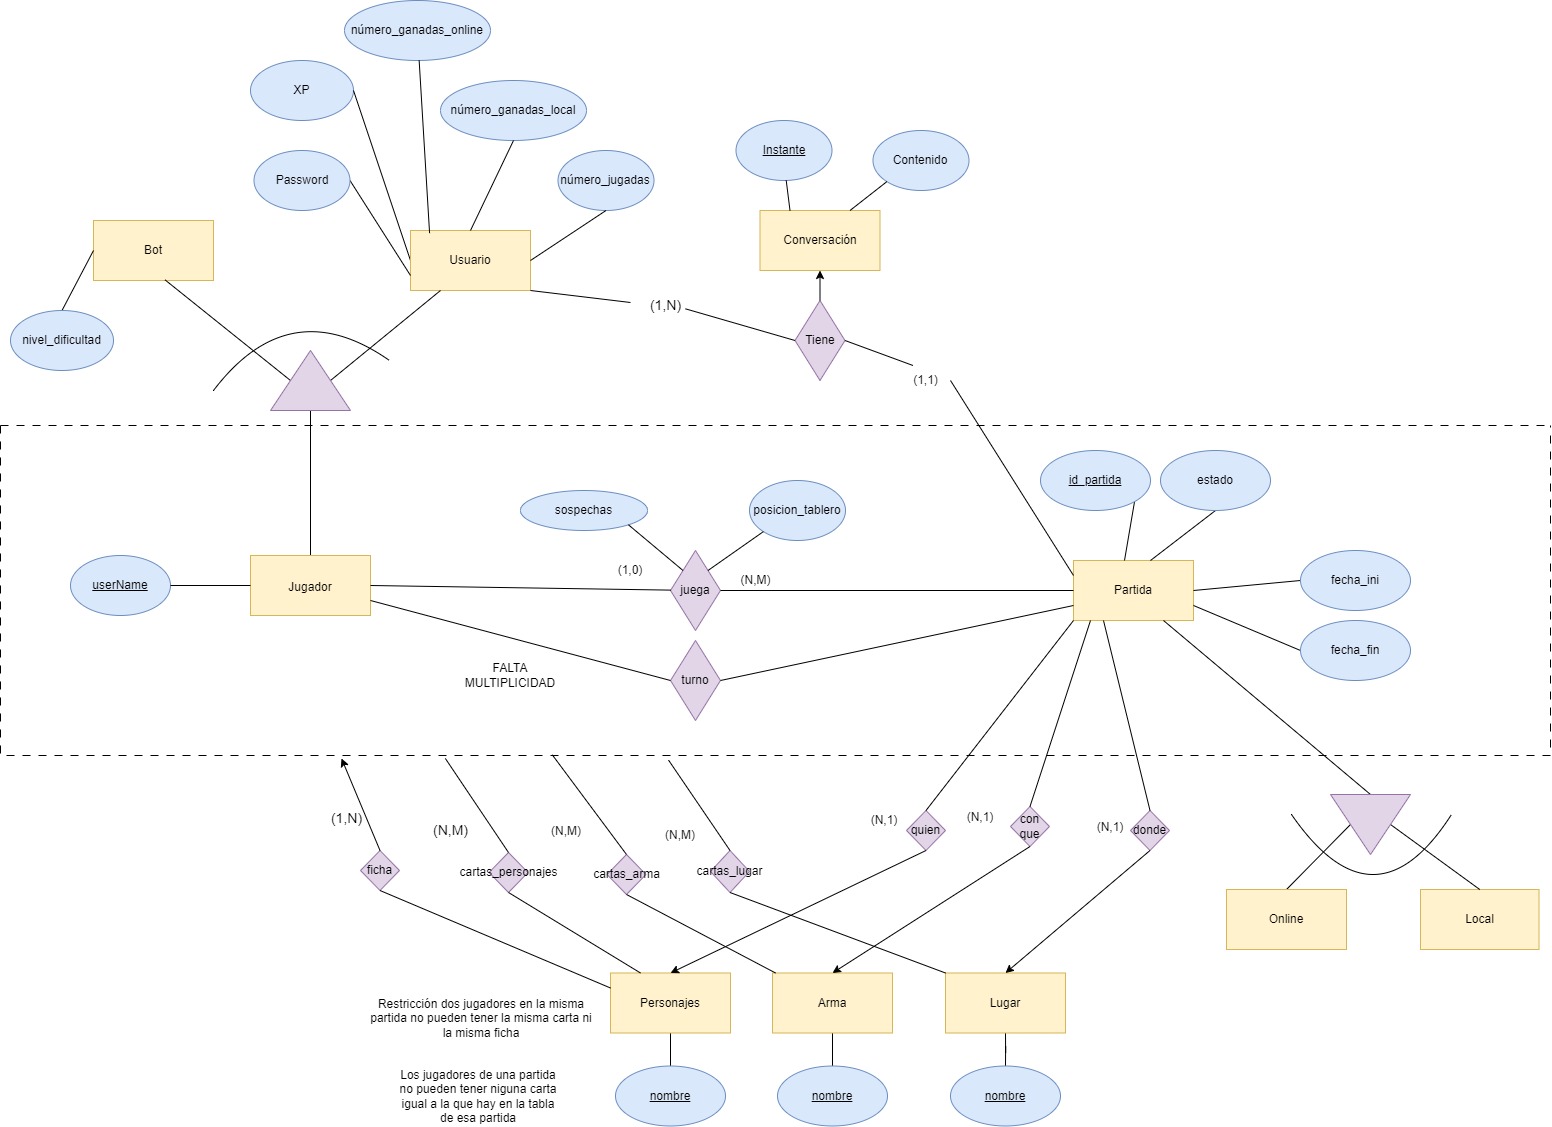 número_ganadas_online
XP
número_ganadas_local
Instante
Contenido
Password
número_jugadas
Bot
Usuario
Conversación
(1,N)
nivel_dificultad
Tiene
(1,1)
id_partida
estado
sospechas
posicion_tablero
(1,0)
(N,M)
userName
Jugador
juega
Partida
fecha_ini
fecha_fin
FALTA
MULTIPLICIDAD
turno
(1,N)
(N,M)
(N,M)
(N,M)
(N,1)
quien
(N,1)
con
que
(N,1)
donde
ficha
cartas_personajes
cartas_arma
cartas_lugar
Online
Local
Personajes
Arma
Lugar
Restricción dos jugadores en la misma
partida no pueden tener la misma carta ni
la misma ficha
Los jugadores de una partida
no pueden tener niguna carta
igual a la que hay en la tabla
de esa partida
nombre
nombre
nombre